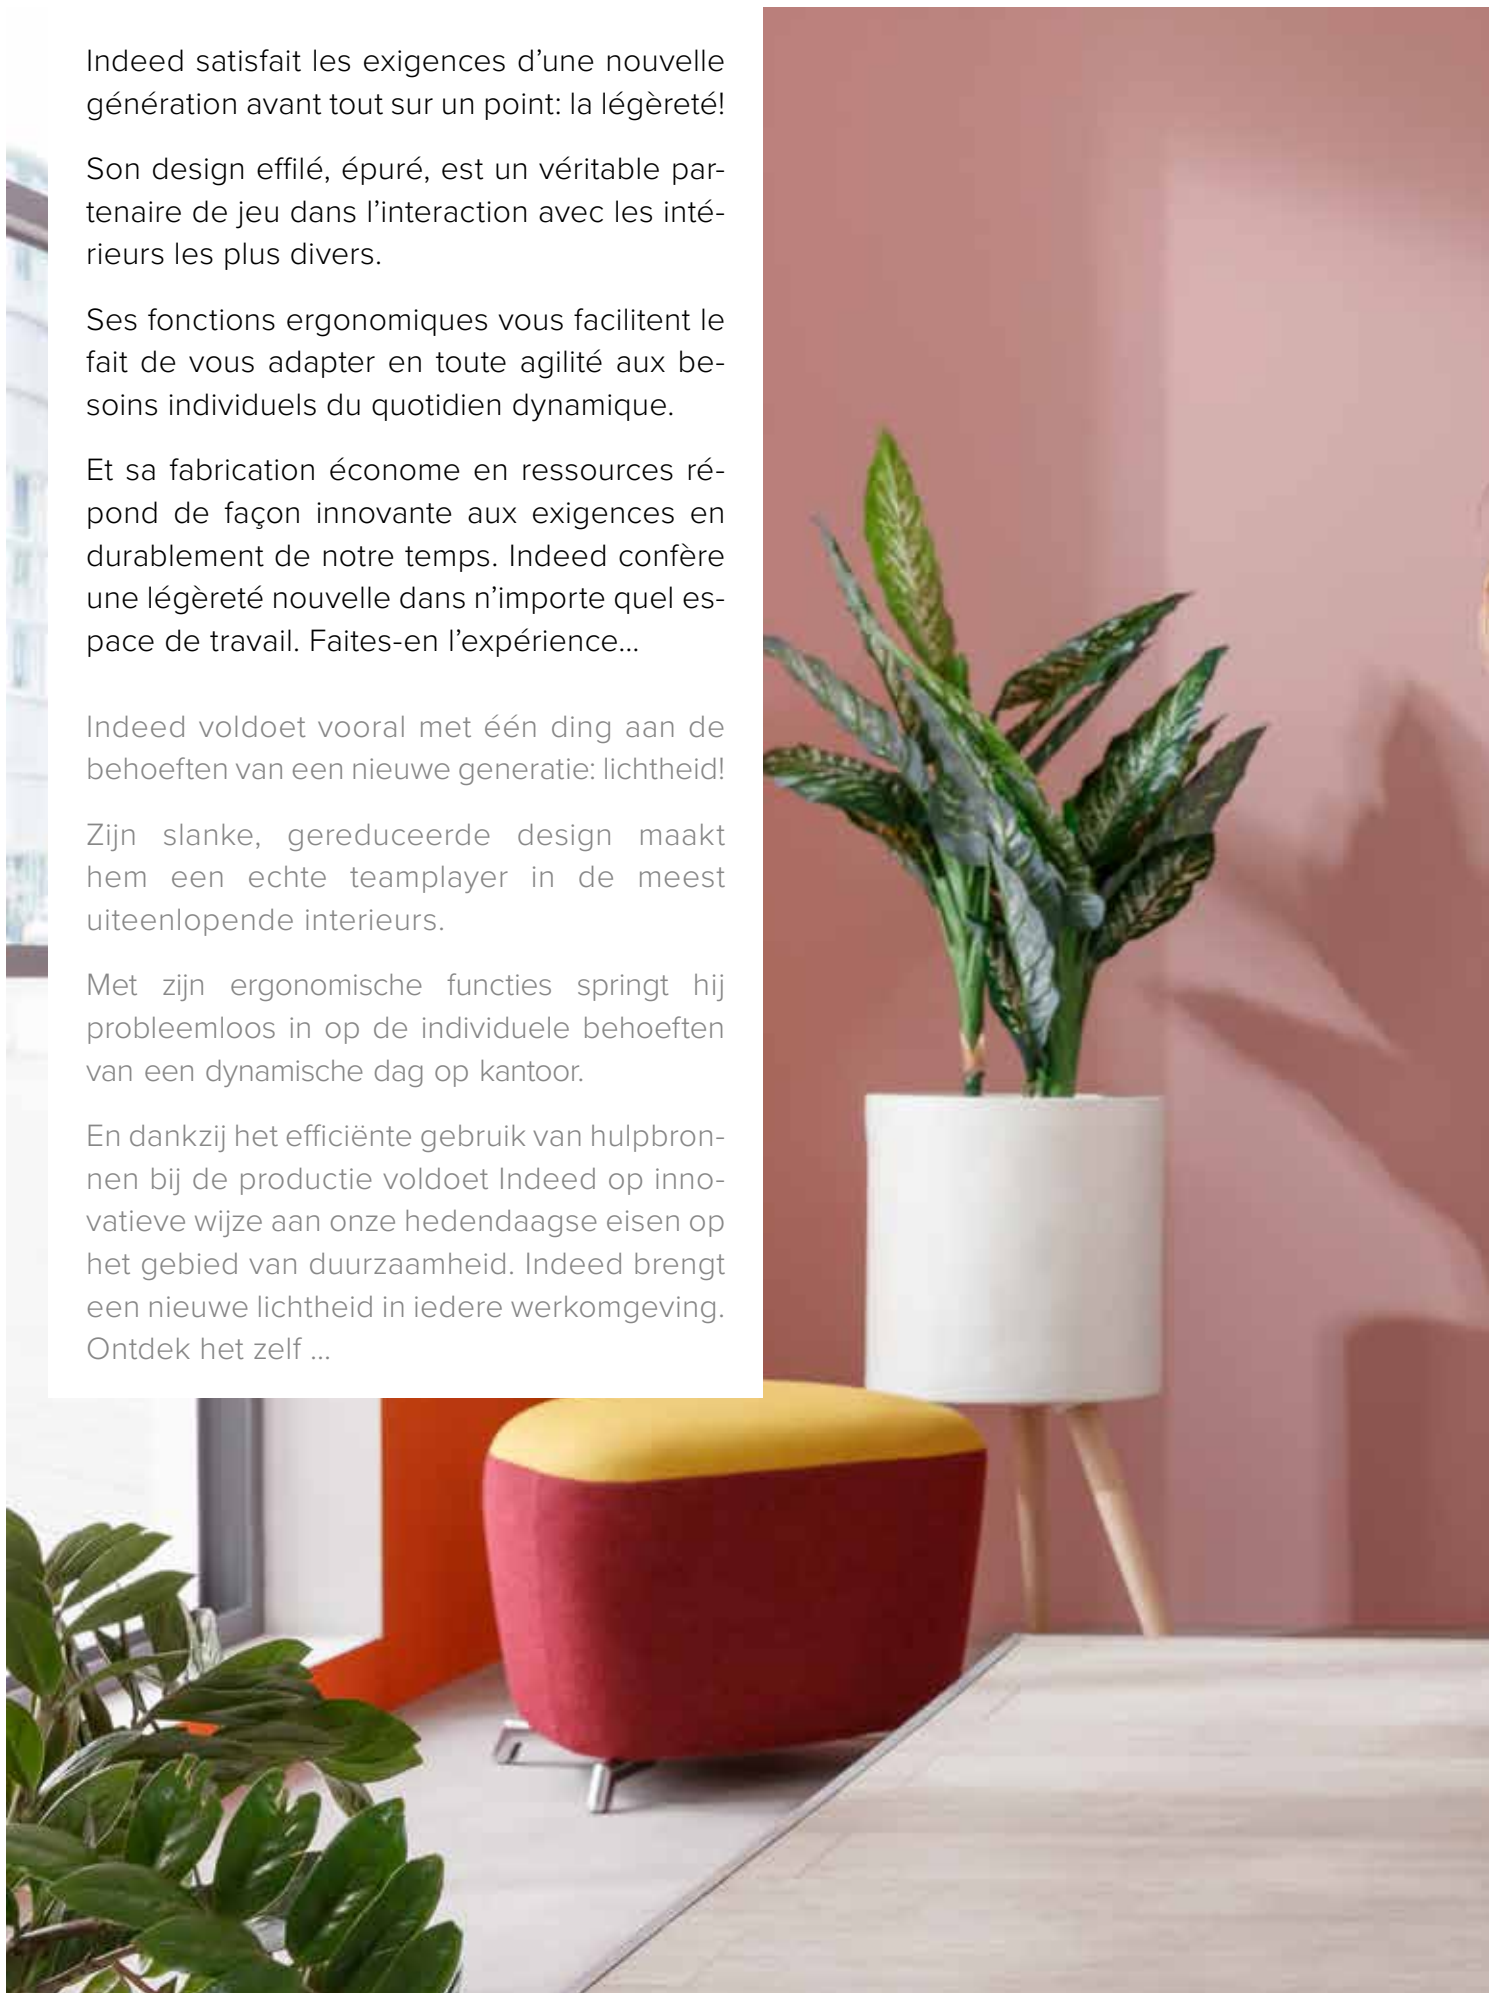 Indeed satisfait les exigences d’une nouvelle
génération avant tout sur un point: la légèreté!
Son design effilé, épuré, est un véritable par-
tenaire de jeu dans l’interaction avec les inté-
rieurs les plus divers.
Ses fonctions ergonomiques vous facilitent le
fait de vous adapter en toute agilité aux be-
soins individuels du quotidien dynamique.
Et sa fabrication économe en ressources ré-
pond de façon innovante aux exigences en
durablement de notre temps. Indeed confère
une légèreté nouvelle dans n’importe quel es-
pace de travail. Faites-en l’expérience...
Indeed voldoet vooral met één ding aan de
behoeften van een nieuwe generatie: lichtheid!
Zijn slanke, gereduceerde design maakt
hem een echte teamplayer in de meest
uiteenlopende interieurs.
Met zijn ergonomische functies springt hij
probleemloos in op de individuele behoeften
van een dynamische dag op kantoor.
En dankzij het efficiënte gebruik van hulpbron-
nen bij de productie voldoet Indeed op inno-
vatieve wijze aan onze hedendaagse eisen op
het gebied van duurzaamheid. Indeed brengt
een nieuwe lichtheid in iedere werkomgeving.
Ontdek het zelf ...